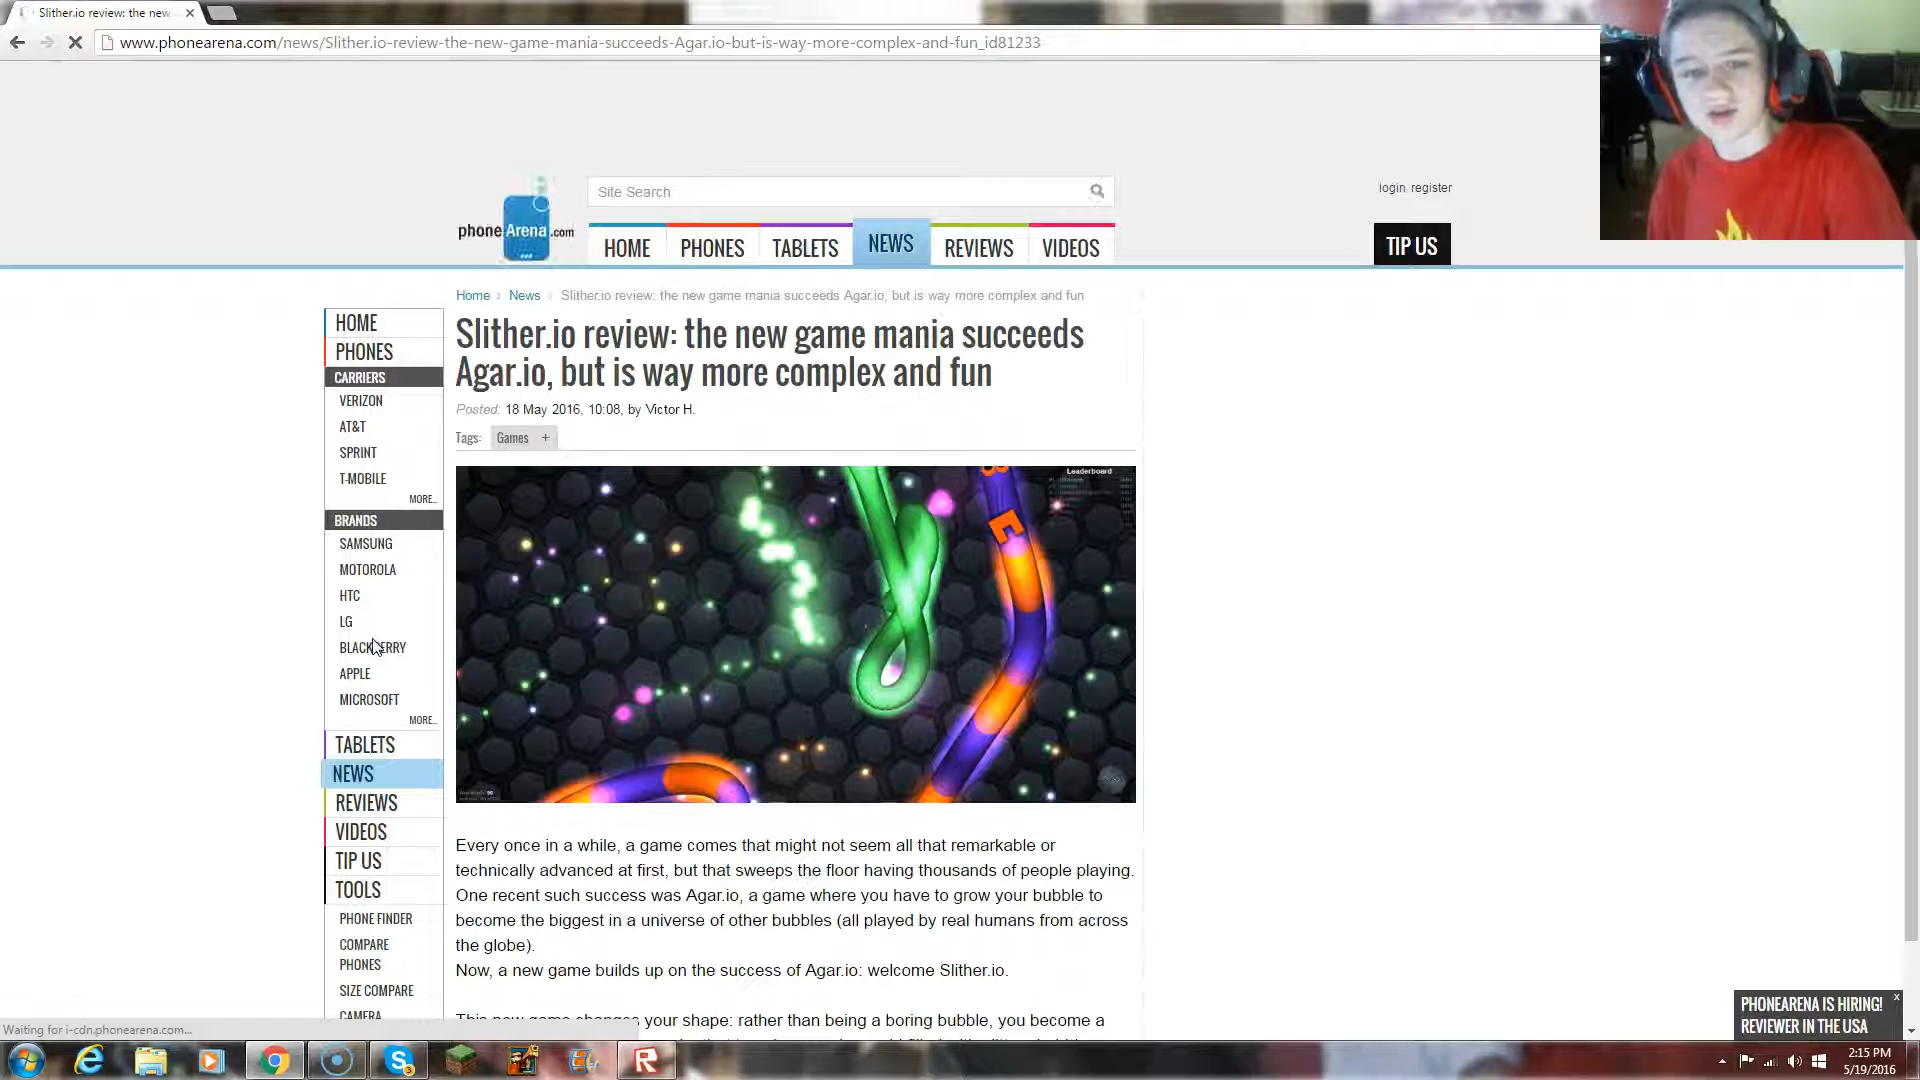 Slither.io review: the new
www.phonearena.com/news/Slither.io-review-the-new-game-mania-succeeds-Agar.io-but-is-way-more-complex-and-fun_id81233
phoneArena.com
Site Search
login register
HOME PHONES TABLETS NEWS REVIEWS VIDEOS
TIP US
Home › News › Slither.io review: the new game mania succeeds Agar.io, but is way more complex and fun
Slither.io review: the new game mania succeeds
Agar.io, but is way more complex and fun
Posted: 18 May 2016, 10:08, by Victor H.
Tags: Games +
HOME
PHONES
CARRIERS
VERIZON
AT&T
SPRINT
T-MOBILE
MORE...
BRANDS
SAMSUNG
MOTOROLA
HTC
LG
BLACKBERRY
APPLE
MICROSOFT
MORE...
TABLETS
NEWS
REVIEWS
VIDEOS
TIP US
TOOLS
PHONE FINDER
COMPARE
PHONES
SIZE COMPARE
CAMERA
Leaderboard
Every once in a while, a game comes that might not seem all that remarkable or
technically advanced at first, but that sweeps the floor having thousands of people playing.
One recent such success was Agar.io, a game where you have to grow your bubble to
become the biggest in a universe of other bubbles (all played by real humans from across
the globe).
Now, a new game builds up on the success of Agar.io: welcome Slither.io.
This new game changes your shape: rather than being a boring bubble, you become a
PHONEARENA IS HIRING! x
REVIEWER IN THE USA
Waiting for i-cdn.phonearena.com...
3
2:15 PM
5/19/2016